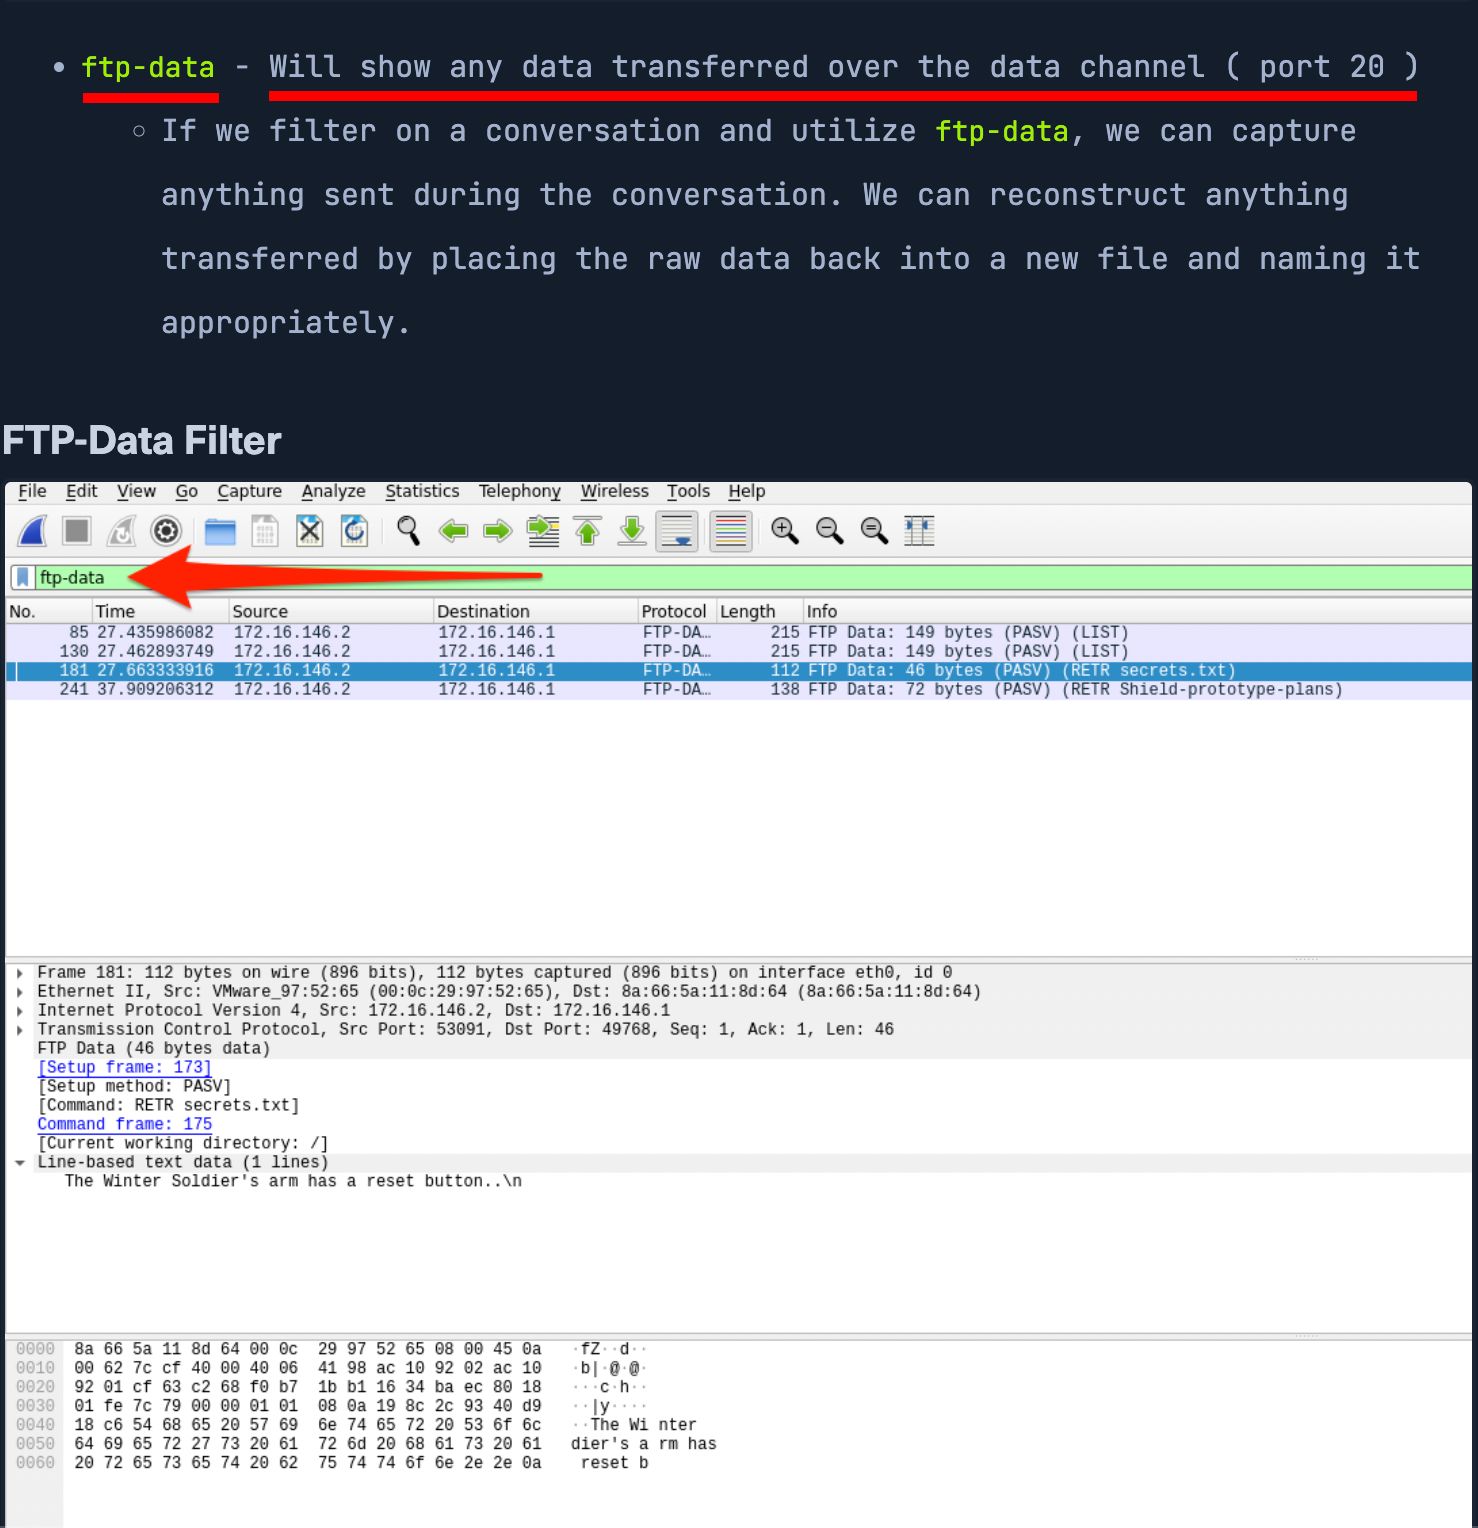 • ftp-data - Will show any data transferred over the data channel ( port 20 )
○ If we filter on a conversation and utilize ftp-data, we can capture
anything sent during the conversation. We can reconstruct anything
transferred by placing the raw data back into a new file and naming it
appropriately.
FTP-Data Filter
File Edit View Go Capture Analyze Statistics Telephony Wireless Tools Help
ftp-data
No. Time Source Destination Protocol Length Info
85 27.435986082 172.16.146.2 172.16.146.1 FTP-DA… 215 FTP Data: 149 bytes (PASV) (LIST)
130 27.462893749 172.16.146.2 172.16.146.1 FTP-DA… 215 FTP Data: 149 bytes (PASV) (LIST)
181 27.663333916 172.16.146.2 172.16.146.1 FTP-DA… 112 FTP Data: 46 bytes (PASV) (RETR secrets.txt)
241 37.909206312 172.16.146.2 172.16.146.1 FTP-DA… 138 FTP Data: 72 bytes (PASV) (RETR Shield-prototype-plans)
Frame 181: 112 bytes on wire (896 bits), 112 bytes captured (896 bits) on interface eth0, id 0
Ethernet II, Src: VMware_97:52:65 (00:0c:29:97:52:65), Dst: 8a:66:5a:11:8d:64 (8a:66:5a:11:8d:64)
Internet Protocol Version 4, Src: 172.16.146.2, Dst: 172.16.146.1
Transmission Control Protocol, Src Port: 53091, Dst Port: 49768, Seq: 1, Ack: 1, Len: 46
FTP Data (46 bytes data)
[Setup frame: 173]
[Setup method: PASV]
[Command: RETR secrets.txt]
Command frame: 175
[Current working directory: /]
Line-based text data (1 lines)
The Winter Soldier's arm has a reset button..\n
0000 8a 66 5a 11 8d 64 00 0c 29 97 52 65 08 00 45 0a ·fZ··d··
0010 00 62 7c cf 40 00 40 06 41 98 ac 10 92 02 ac 10 ·b|·@·@·
0020 92 01 cf 63 c2 68 f0 b7 1b b1 16 34 ba ec 80 18 ···c·h··
0030 01 fe 7c 79 00 00 01 01 08 0a 19 8c 2c 93 40 d9 ··|y····
0040 18 c6 54 68 65 20 57 69 6e 74 65 72 20 53 6f 6c ··The Wi nter
0050 64 69 65 72 27 73 20 61 72 6d 20 68 61 73 20 61 dier's a rm has
0060 20 72 65 73 65 74 20 62 75 74 74 6f 6e 2e 2e 0a reset b